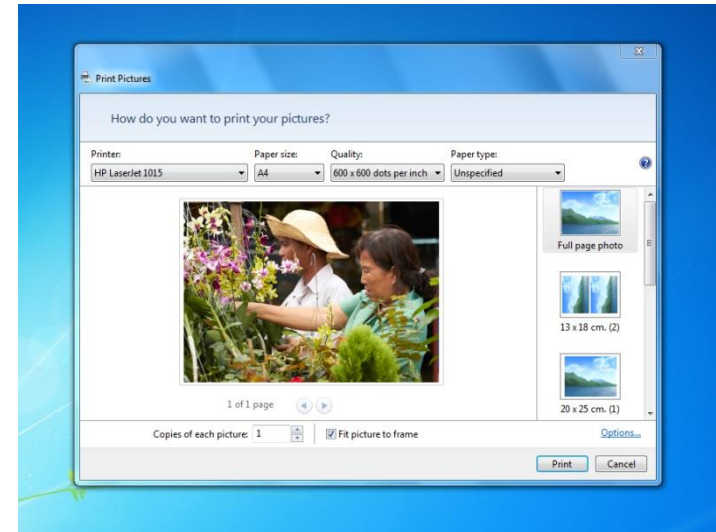 Print Pictures
How do you want to print your pictures?
Printer: Paper size: Quality: Paper type:
HP LaserJet 1015 A4 600 x 600 dots per inch Unspecified
Full page photo
13 x 18 cm. (2)
20 x 25 cm. (1)
1 of 1 page
Copies of each picture: 1 Fit picture to frame Options...
Print Cancel